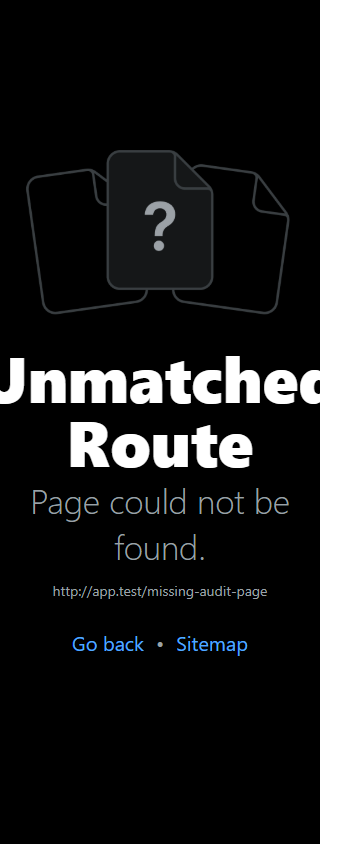 ?
Unmatched
Route
Page could not be
found.
http://app.test/missing-audit-page
Go back • Sitemap